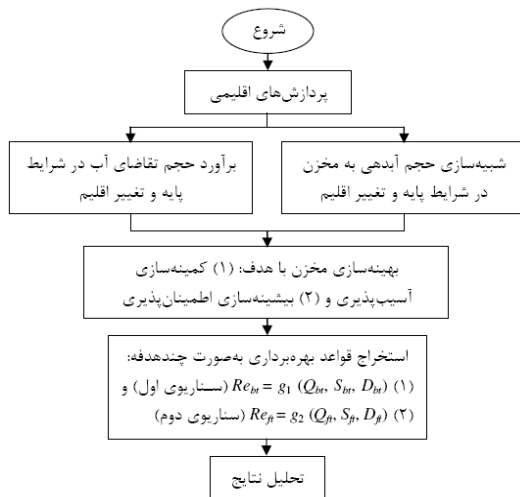 شروع
پردازش‌های اقلیمی
شبیه‌سازی حجم آبدهی به مخزن
در شرایط پایه و تغییر اقلیم
برآورد حجم تقاضای آب در شرایط
پایه و تغییر اقلیم
بهینه‌سازی مخزن با هدف: (۱) کمینه‌سازی
آسیب‌پذیری و (۲) بیشینه‌سازی اطمینان‌پذیری
استخراج قواعد بهره‌برداری به‌صورت چندهدفه:
(۱) Re_bt = g_1 (Q_bt, S_bt, D_bt) (سناریوی اول) و
(۲) Re_ft = g_2 (Q_ft, S_ft, D_ft) (سناریوی دوم)
تحلیل نتایج